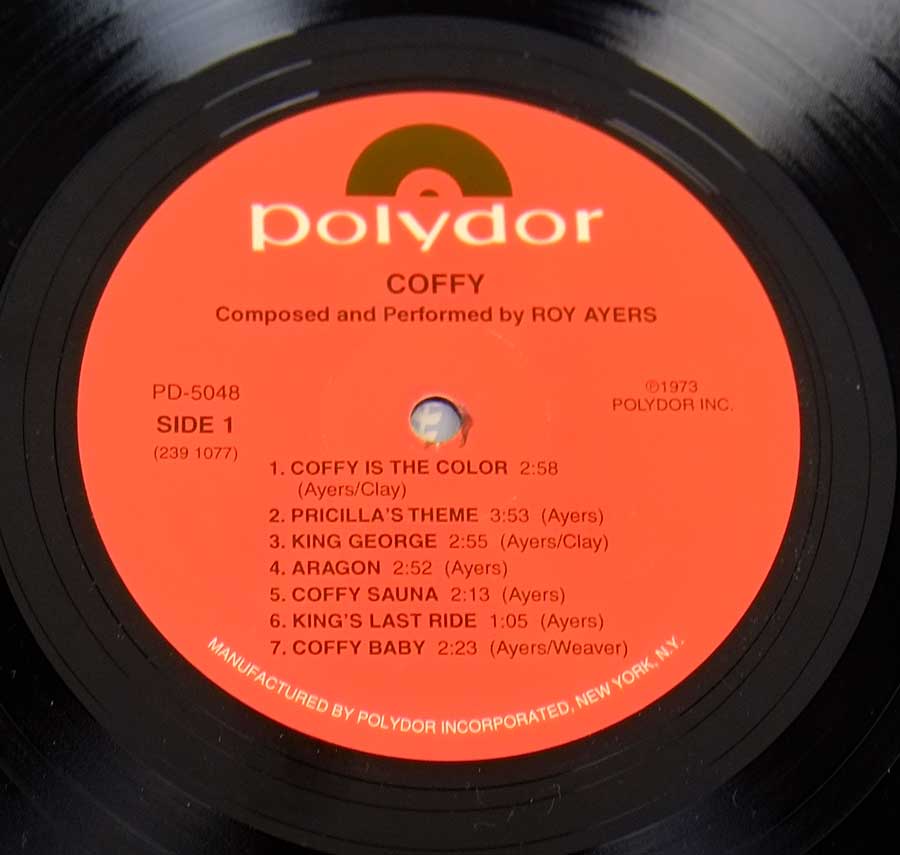 polydor
COFFY
Composed and Performed by ROY AYERS
PD-5048
SIDE 1
(239 1077)
℗1973
POLYDOR INC.
1. COFFY IS THE COLOR 2:58
(Ayers/Clay)
2. PRICILLA'S THEME 3:53 (Ayers)
3. KING GEORGE 2:55 (Ayers/Clay)
4. ARAGON 2:52 (Ayers)
5. COFFY SAUNA 2:13 (Ayers)
6. KING'S LAST RIDE 1:05 (Ayers)
7. COFFY BABY 2:23 (Ayers/Weaver)
MANUFACTURED BY POLYDOR INCORPORATED, NEW YORK, N.Y.